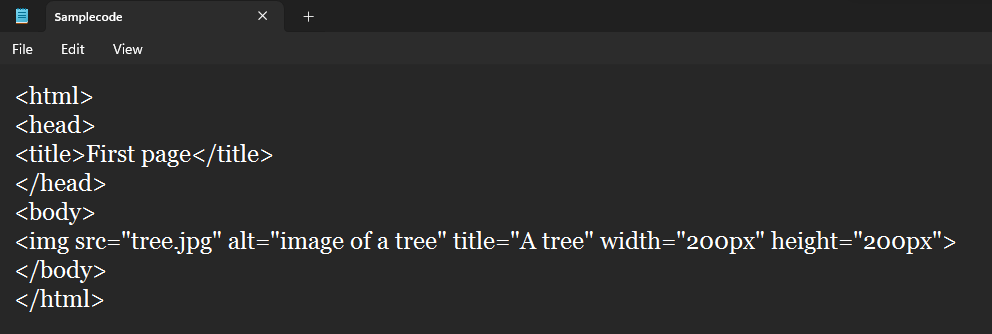 Samplecode
File Edit View
<html>
<head>
<title>First page</title>
</head>
<body>
<img src="tree.jpg" alt="image of a tree" title="A tree" width="200px" height="200px">
</body>
</html>